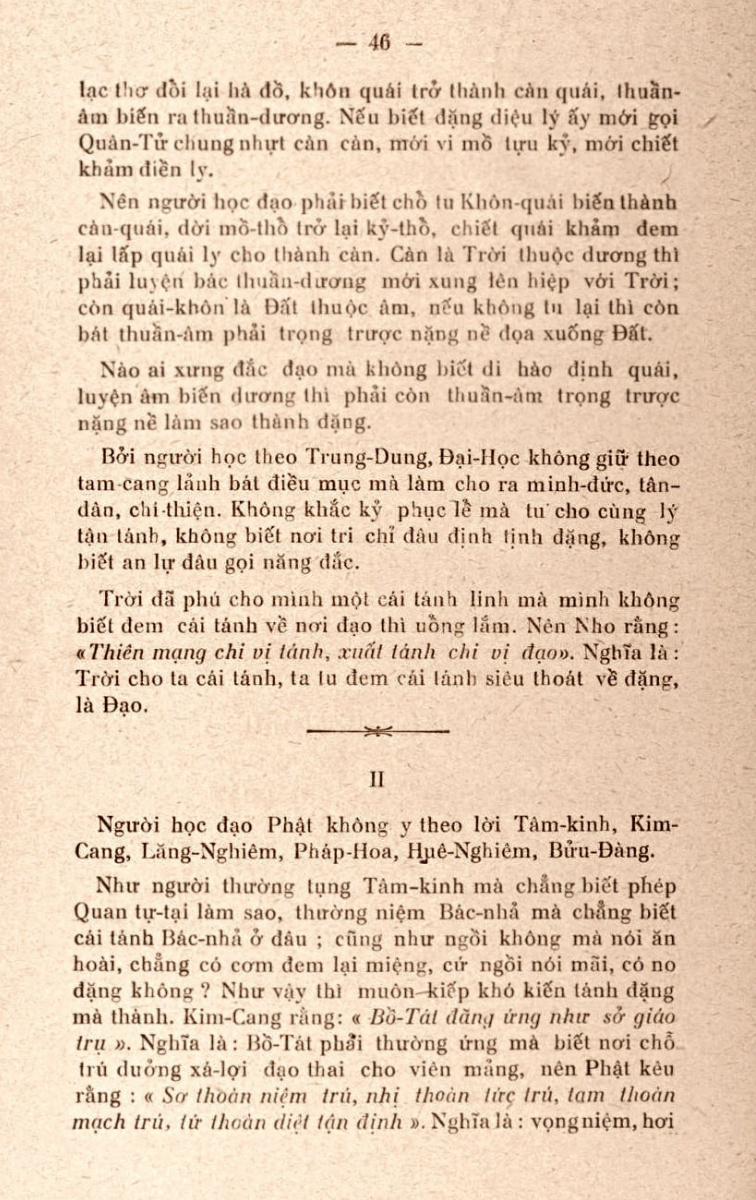 — 46 —
lạc thơ đồi lại hà đồ, khôn quái trở thành càn quái, thuần-
âm biến ra thuần-dương. Nếu biết đặng diệu lý ấy mới gọi
Quân-Tử chung nhựt càn càn, mới vi mồ tựu kỷ, mới chiết
khảm điền ly.
Nên người học đạo phải biết chồ tu Khôn-quái biến thành
càn-quái, dời mồ-thồ trở lại kỷ-thồ, chiết quái khảm đem
lại lấp quái ly cho thành càn. Càn là Trời thuộc dương thì
phải luyện bác thuần-dương mới xung lên hiệp với Trời ;
còn quái-khôn là Đất thuộc âm, nếu không tu lại thì còn
bát thuần-âm phải trọng trược nặng nề đọa xuống Đất.
Nào ai xưng đắc đạo mà không biết di hào định quái,
luyện âm biến dương thì phải còn thuần-âm trọng trược
nặng nề làm sao thành đặng.
Bởi người học theo Trung-Dung, Đại-Học không giữ theo
tam-cang lảnh bát điều mục mà làm cho ra minh-đức, tân-
dân, chi-thiện. Không khắc kỷ phục lể mà tu cho cùng lý
tận tánh, không biết nơi tri chỉ đâu định tịnh đặng, không
biết an lự đâu gọi năng đắc.
Trời đã phú cho mình một cái tánh linh mà mình không
biết đem cái tánh về nơi đạo thì uồng lắm. Nên Nho rằng :
«Thiên mạng chi vị tánh, xuất tánh chi vị đạo». Nghĩa là :
Trời cho ta cái tánh, ta tu đem cái tánh siêu thoát về đặng,
là Đạo.
II
Người học đạo Phật không y theo lời Tâm-kinh, Kim-
Cang, Lăng-Nghiêm, Pháp-Hoa, Huê-Nghiêm, Bửu-Đàng.
Như người thường tụng Tâm-kinh mà chẳng biết phép
Quan tự-tại làm sao, thường niệm Bác-nhả mà chẳng biết
cái tánh Bác-nhả ở đâu ; cũng như ngồi không mà nói ăn
hoài, chẳng có cơm đem lại miệng, cứ ngồi nói mãi, có no
đặng không ? Như vậy thì muôn-kiếp khó kiến tánh đặng
mà thành. Kim-Cang rằng: « Bồ-Tát đăng ứng như sở giáo
trụ ». Nghĩa là : Bồ-Tát phải thường ứng mà biết nơi chỗ
trú duởng xá-lợi đạo thai cho viên mảng, nên Phật kêu
rằng : « Sơ thoàn niệm trú, nhị thoàn tức trú, tam thoàn
mạch trú, tứ thoàn diệt tận định ». Nghĩa là : vọng niệm, hơi